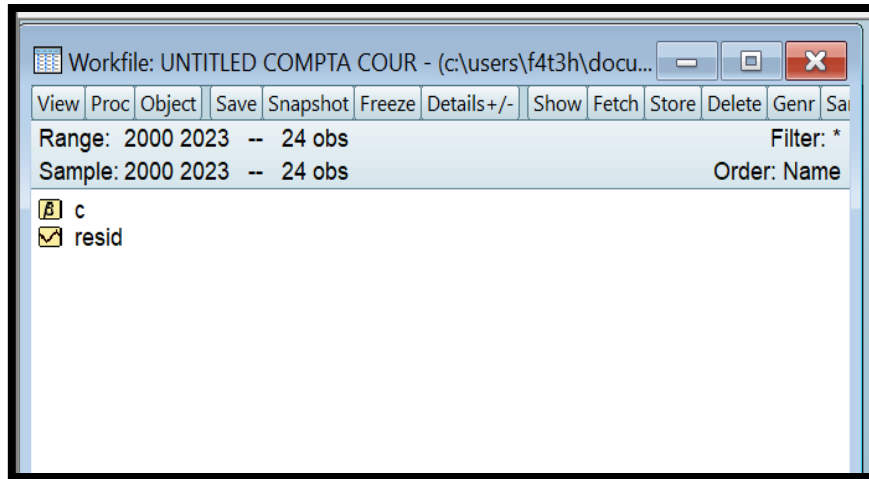 Workfile: UNTITLED COMPTA COUR - (c:\users\f4t3h\docu...
View Proc Object Save Snapshot Freeze Details+/- Show Fetch Store Delete Genr Sa
Range: 2000 2023 -- 24 obs Filter: *
Sample: 2000 2023 -- 24 obs Order: Name
β c
resid